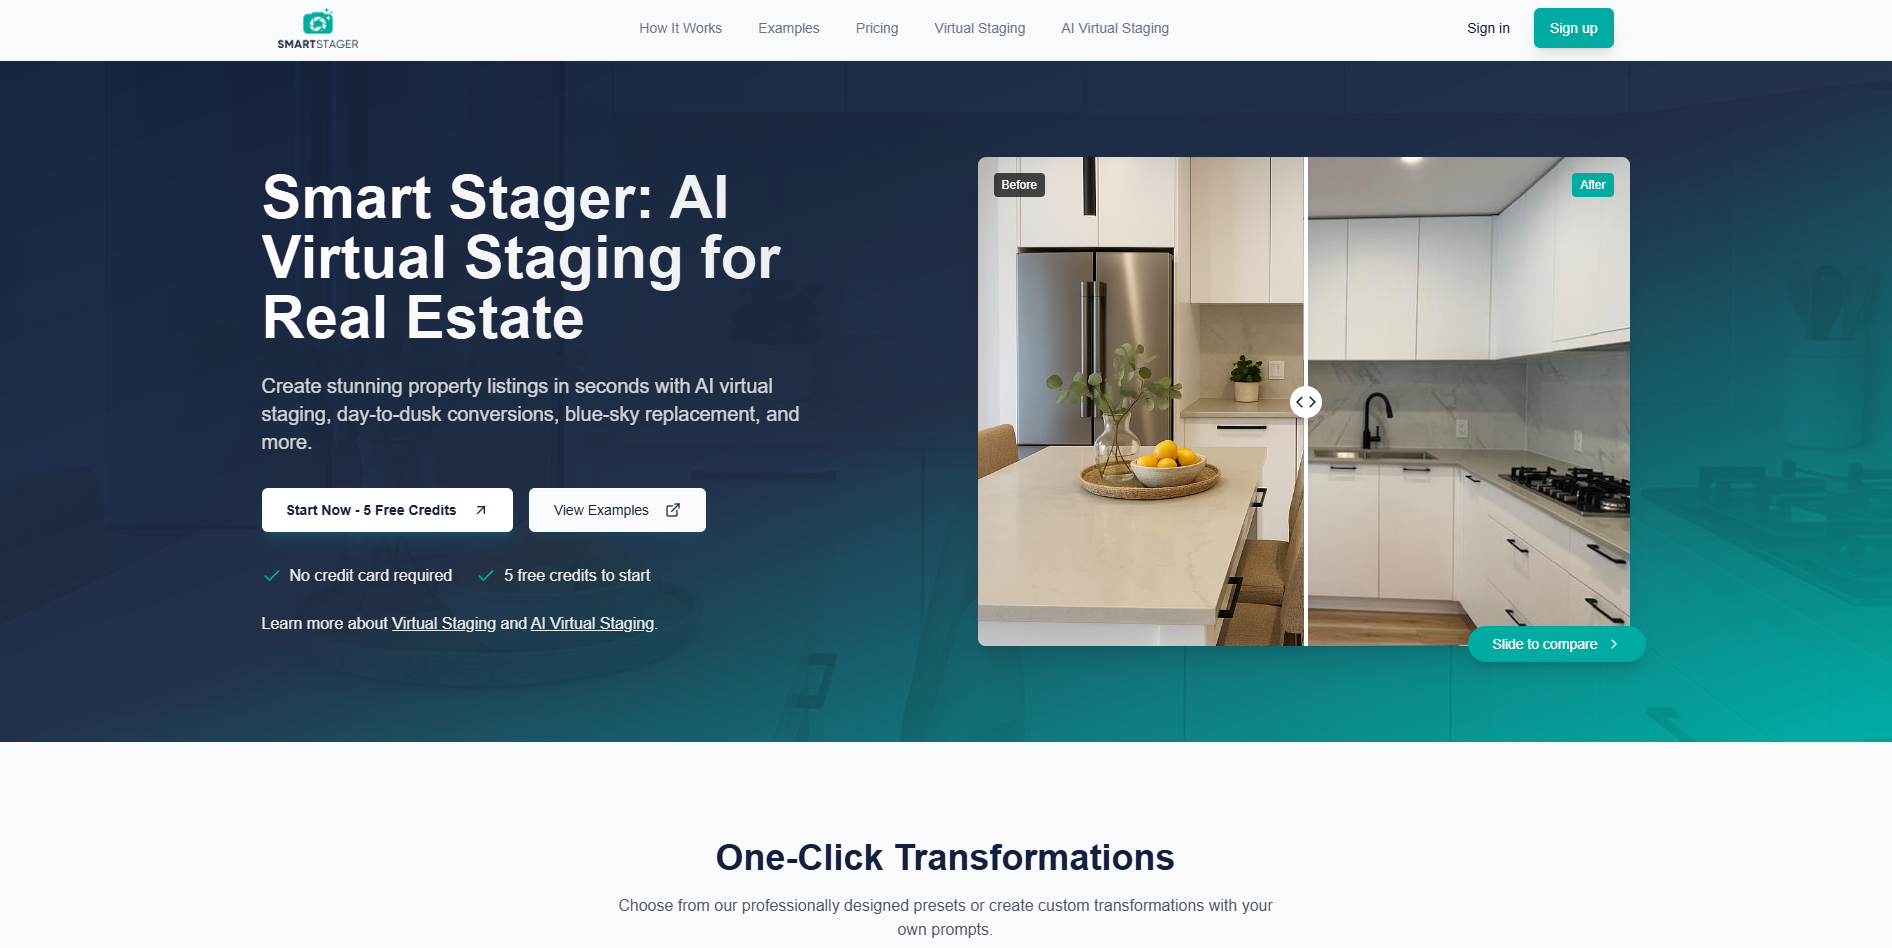 SMARTSTAGER
How It Works
Examples
Pricing
Virtual Staging
AI Virtual Staging
Sign in
Sign up
Smart Stager: AI
Virtual Staging for
Real Estate
Create stunning property listings in seconds with AI virtual
staging, day-to-dusk conversions, blue-sky replacement, and
more.
Start Now - 5 Free Credits
View Examples
No credit card required
5 free credits to start
Learn more about Virtual Staging and AI Virtual Staging.
Before
After
Slide to compare
One-Click Transformations
Choose from our professionally designed presets or create custom transformations with your
own prompts.